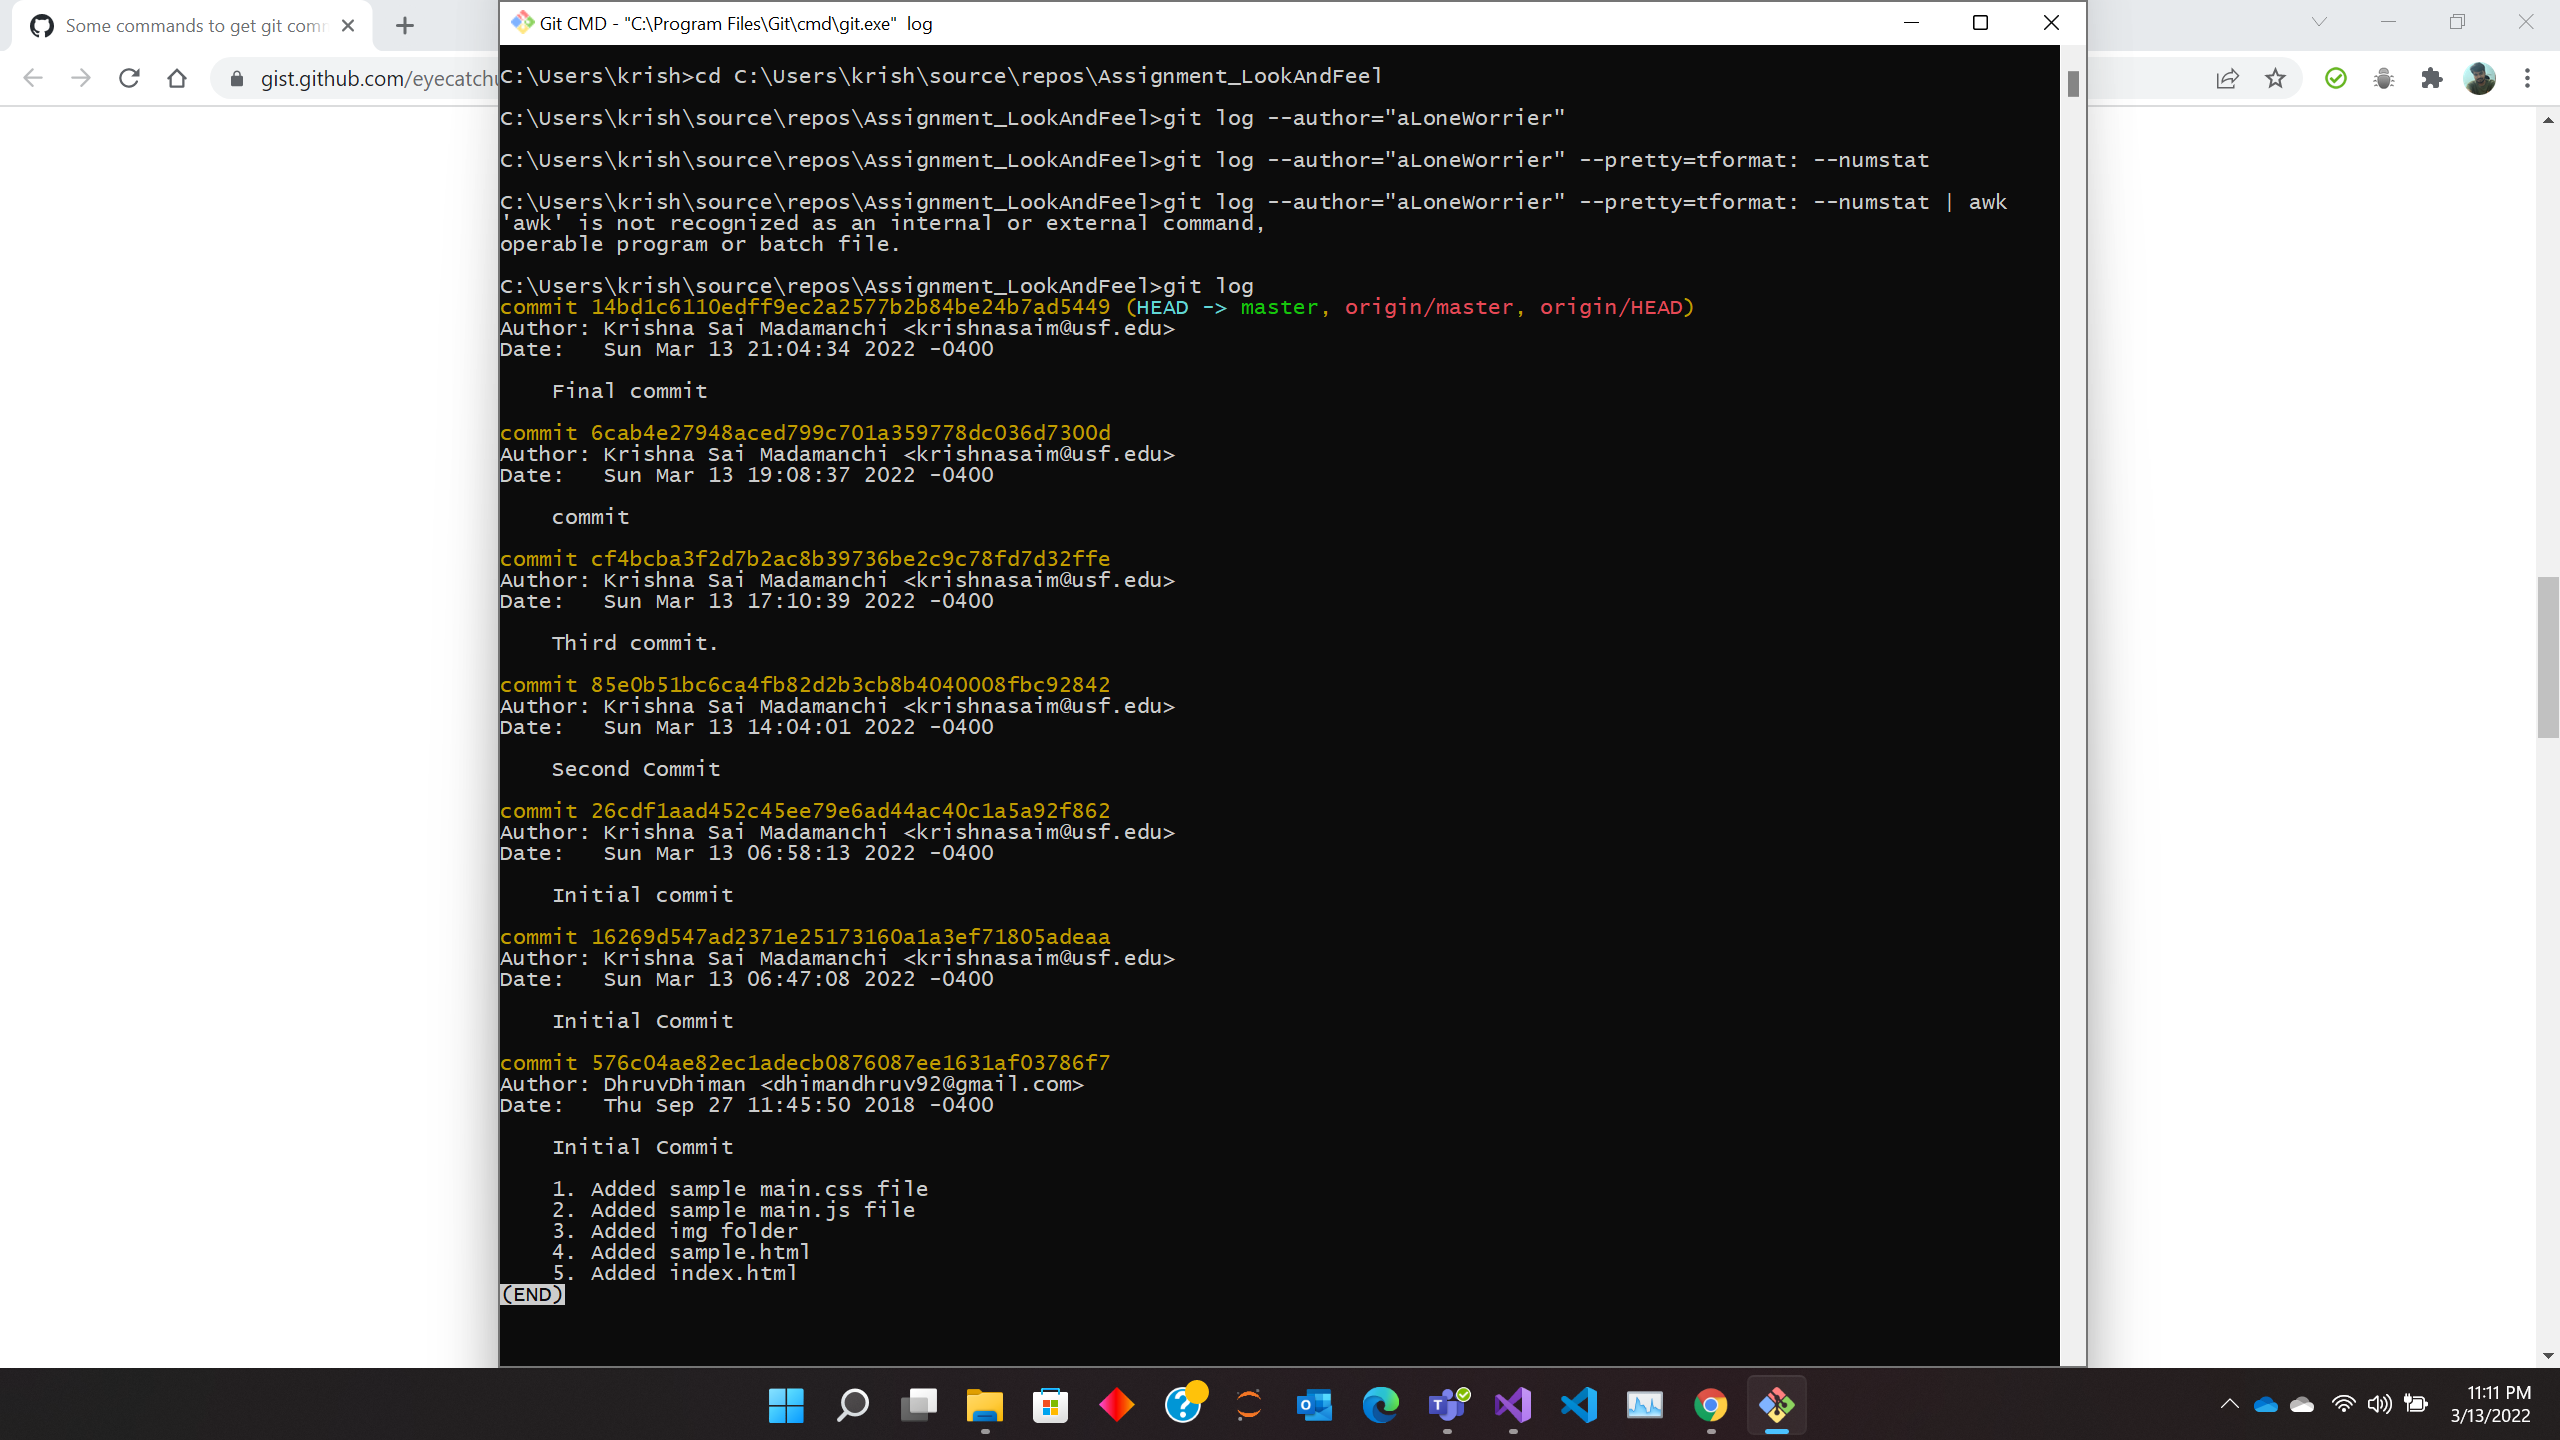 Some commands to get git com
Git CMD - "C:\Program Files\Git\cmd\git.exe" log
gist.github.com/eyecatchu
C:\Users\krish>cd C:\Users\krish\source\repos\Assignment_LookAndFeel
C:\Users\krish\source\repos\Assignment_LookAndFeel>git log --author="aLoneWorrier"
C:\Users\krish\source\repos\Assignment_LookAndFeel>git log --author="aLoneWorrier" --pretty=tformat: --numstat
C:\Users\krish\source\repos\Assignment_LookAndFeel>git log --author="aLoneWorrier" --pretty=tformat: --numstat | awk
'awk' is not recognized as an internal or external command,
operable program or batch file.
C:\Users\krish\source\repos\Assignment_LookAndFeel>git log
commit 14bd1c6110edff9ec2a2577b2b84be24b7ad5449 (HEAD -> master, origin/master, origin/HEAD)
Author: Krishna Sai Madamanchi <krishnasaim@usf.edu>
Date:   Sun Mar 13 21:04:34 2022 -0400
Final commit
commit 6cab4e27948aced799c701a359778dc036d7300d
Author: Krishna Sai Madamanchi <krishnasaim@usf.edu>
Date:   Sun Mar 13 19:08:37 2022 -0400
commit
commit cf4bcba3f2d7b2ac8b39736be2c9c78fd7d32ffe
Author: Krishna Sai Madamanchi <krishnasaim@usf.edu>
Date:   Sun Mar 13 17:10:39 2022 -0400
Third commit.
commit 85e0b51bc6ca4fb82d2b3cb8b4040008fbc92842
Author: Krishna Sai Madamanchi <krishnasaim@usf.edu>
Date:   Sun Mar 13 14:04:01 2022 -0400
Second Commit
commit 26cdf1aad452c45ee79e6ad44ac40c1a5a92f862
Author: Krishna Sai Madamanchi <krishnasaim@usf.edu>
Date:   Sun Mar 13 06:58:13 2022 -0400
Initial commit
commit 16269d547ad2371e25173160a1a3ef71805adeaa
Author: Krishna Sai Madamanchi <krishnasaim@usf.edu>
Date:   Sun Mar 13 06:47:08 2022 -0400
Initial Commit
commit 576c04ae82ec1adecb0876087ee1631af03786f7
Author: DhruvDhiman <dhimandhruv92@gmail.com>
Date:   Thu Sep 27 11:45:50 2018 -0400
Initial Commit
1. Added sample main.css file
2. Added sample main.js file
3. Added img folder
4. Added sample.html
5. Added index.html
(END)
11:11 PM
3/13/2022